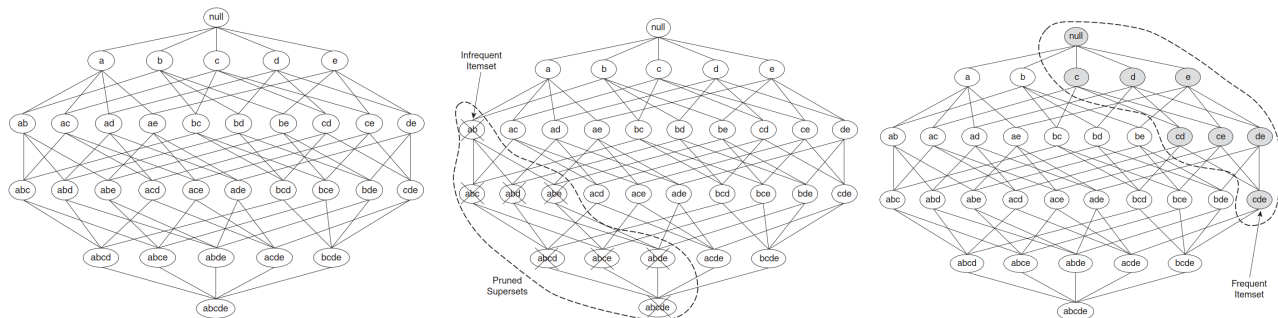 null
a b c d e
ab ac ad ae bc bd be cd ce de
abc abd abe acd ace ade bcd bce bde cde
abcd abce abde acde bcde
abcde
null
Infrequent
Itemset
a b c d e
ab ac ad ae bc bd be cd ce de
abc abd abe acd ace ade bcd bce bde cde
abcd abce abde acde bcde
Pruned
Supersets
abcde
null
a b c d e
ab ac ad ae bc bd be cd ce de
abc abd abe acd ace ade bcd bce bde cde
abcd abce abde acde bcde
Frequent
Itemset
abcde